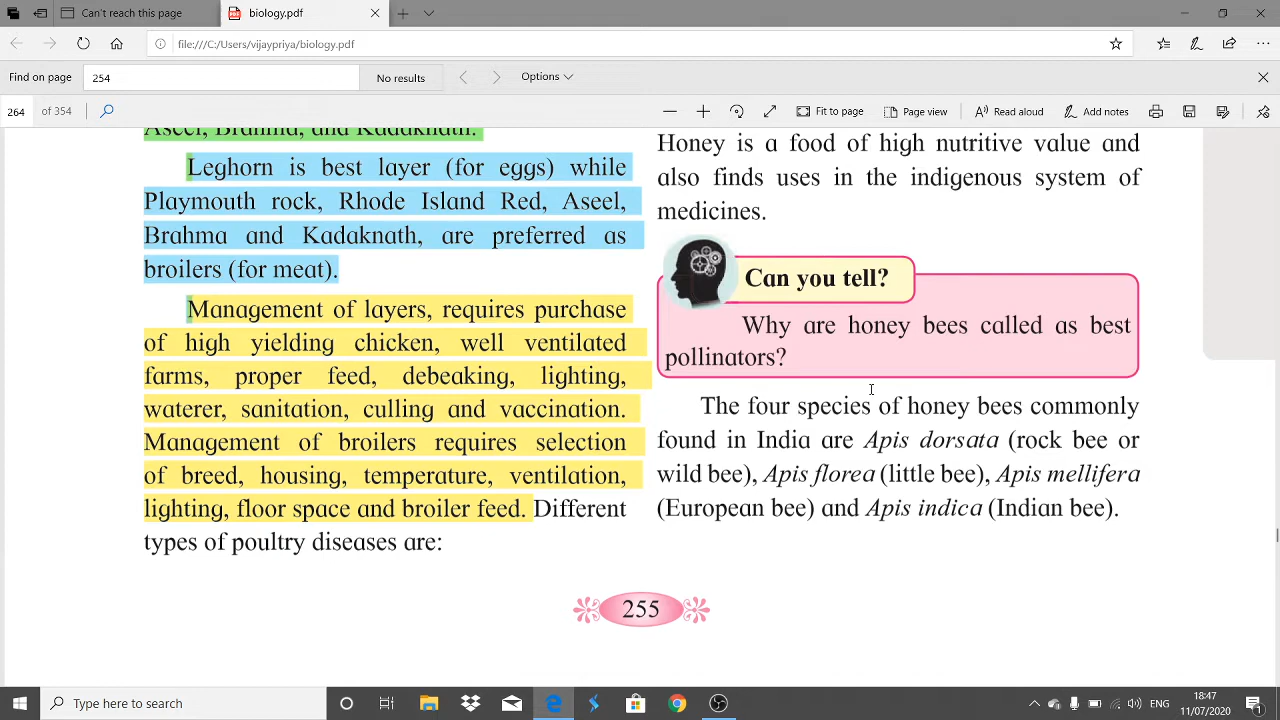 Can't reach this page
biology.pdf
file:///C:/Users/vijaypriya/biology.pdf
Find on page
254
No results
Options
264
of 354
Fit to page
Page view
Read aloud
Add notes
Aseel, Brahma, and Kadaknath.
Leghorn is best layer (for eggs) while
Playmouth rock, Rhode Island Red, Aseel,
Brahma and Kadaknath, are preferred as
broilers (for meat).
Management of layers, requires purchase
of high yielding chicken, well ventilated
farms, proper feed, debeaking, lighting,
waterer, sanitation, culling and vaccination.
Management of broilers requires selection
of breed, housing, temperature, ventilation,
lighting, floor space and broiler feed. Different
types of poultry diseases are:
Honey is a food of high nutritive value and
also finds uses in the indigenous system of
medicines.
Can you tell?
Why are honey bees called as best
pollinators?
The four species of honey bees commonly
found in India are Apis dorsata (rock bee or
wild bee), Apis florea (little bee), Apis mellifera
(European bee) and Apis indica (Indian bee).
255
Type here to search
ENG
18:47
11/07/2020
1